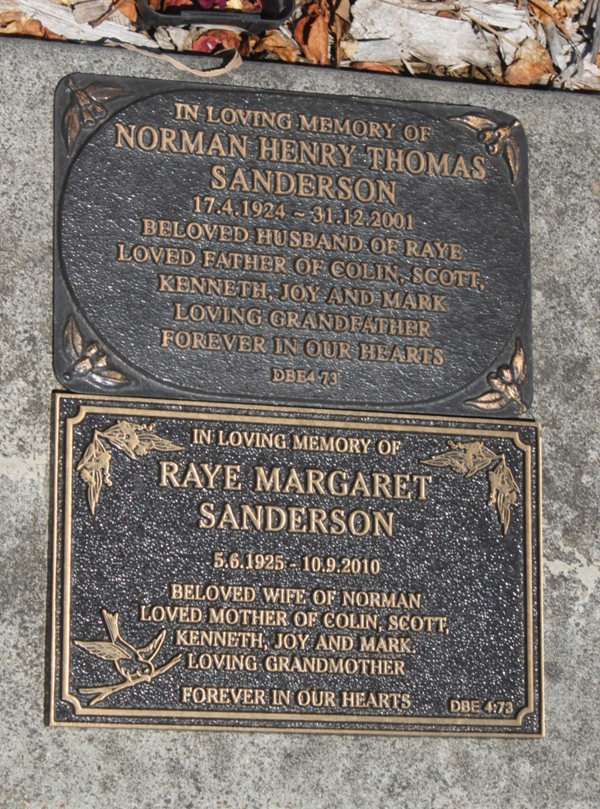 IN LOVING MEMORY OF
NORMAN HENRY THOMAS
SANDERSON
17.4.1924 ~ 31.12.2001
BELOVED HUSBAND OF RAYE
LOVED FATHER OF COLIN, SCOTT,
KENNETH, JOY AND MARK
LOVING GRANDFATHER
FOREVER IN OUR HEARTS
DBE4 73
IN LOVING MEMORY OF
RAYE MARGARET
SANDERSON
5.6.1925 - 10.9.2010
BELOVED WIFE OF NORMAN
LOVED MOTHER OF COLIN, SCOTT,
KENNETH, JOY AND MARK.
LOVING GRANDMOTHER
FOREVER IN OUR HEARTS
DBE 4:73